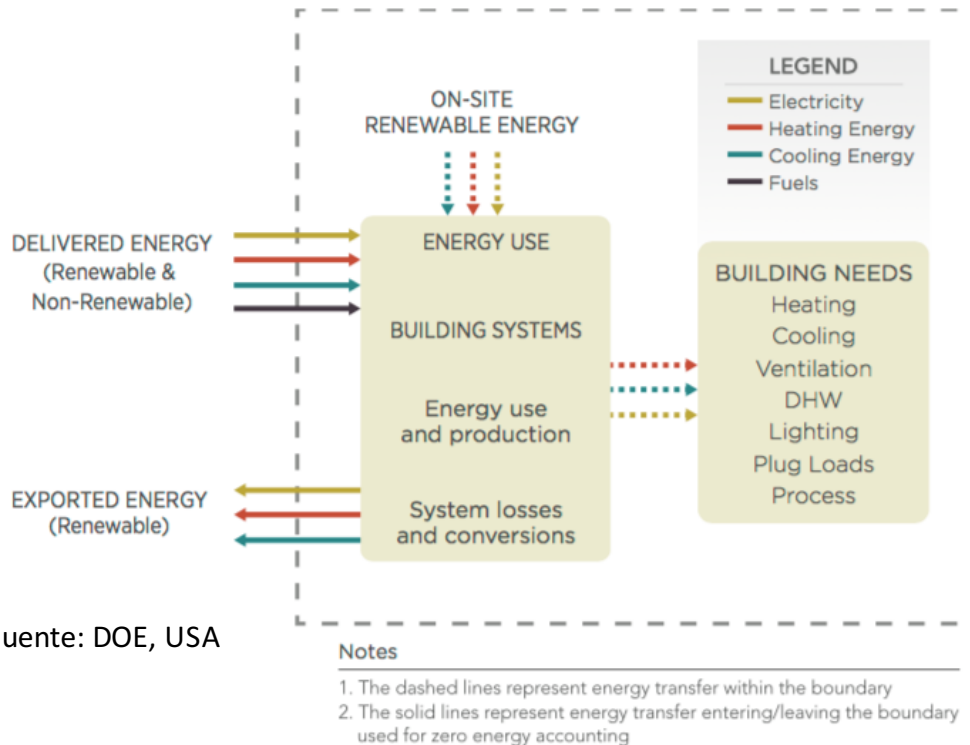 ON-SITE
RENEWABLE ENERGY
LEGEND
Electricity
Heating Energy
Cooling Energy
Fuels
DELIVERED ENERGY
(Renewable &
Non-Renewable)
ENERGY USE
BUILDING SYSTEMS
Energy use
and production
System losses
and conversions
BUILDING NEEDS
Heating
Cooling
Ventilation
DHW
Lighting
Plug Loads
Process
EXPORTED ENERGY
(Renewable)
uente: DOE, USA
Notes
1. The dashed lines represent energy transfer within the boundary
2. The solid lines represent energy transfer entering/leaving the boundary
used for zero energy accounting